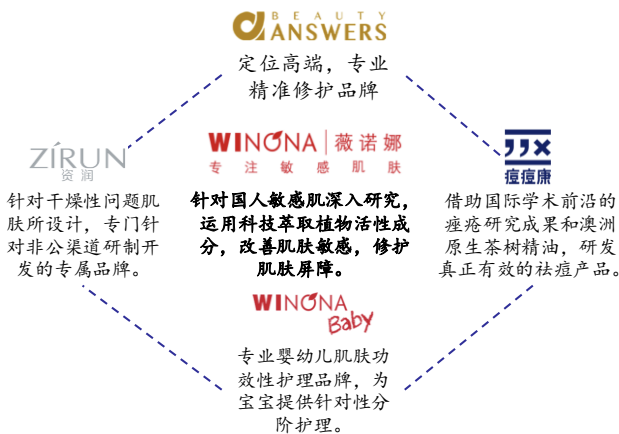 BEAUTY
ANSWERS
定位高端，专业
精准修护品牌
ZÍRUN
资润
针对干燥性问题肌
肤所设计，专门针
对非公渠道研制开
发的专属品牌。
WINONA 薇诺娜
专注敏感肌肤
针对国人敏感肌深入研究，
运用科技萃取植物活性成
分，改善肌肤敏感，修护
肌肤屏障。
痘痘康
借助国际学术前沿的
痤疮研究成果和澳洲
原生茶树精油，研发
真正有效的祛痘产品。
WINONA
Baby
专业婴幼儿肌肤功
效性护理品牌，为
宝宝提供针对性分
阶护理。